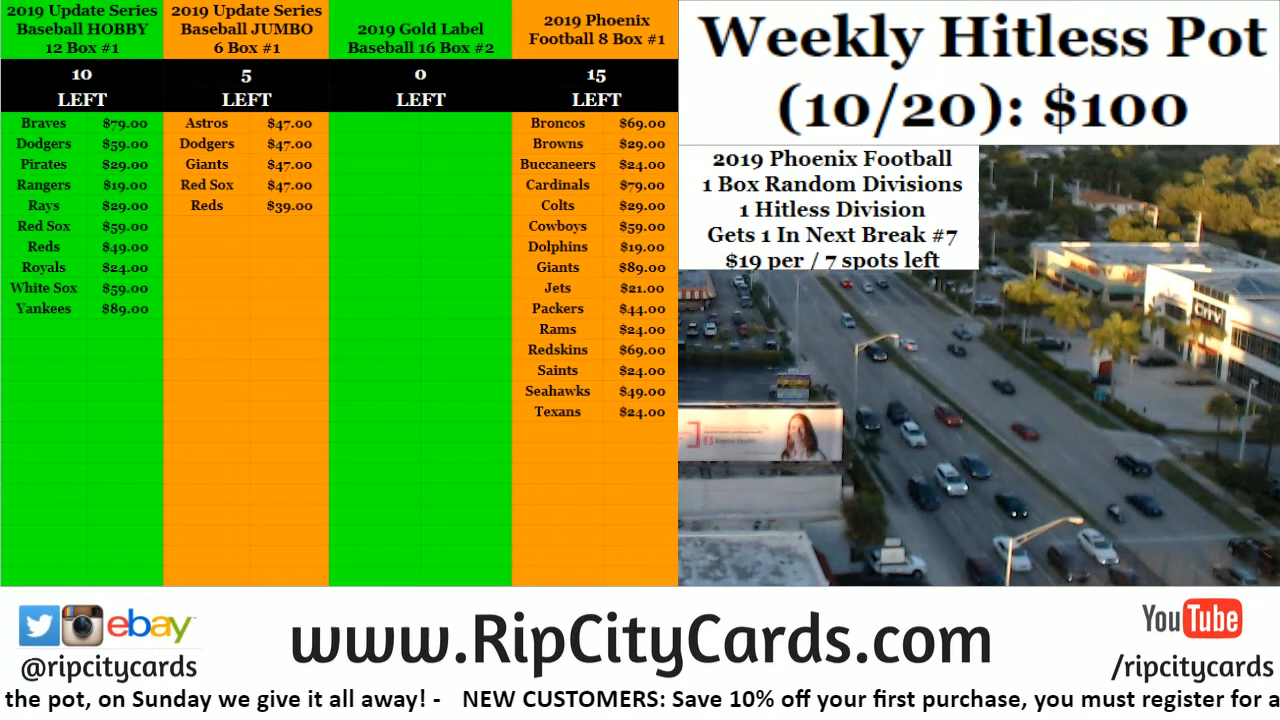 2019 Update Series
Baseball HOBBY
12 Box #1
10
LEFT
Braves $79.00
Dodgers $59.00
Pirates $29.00
Rangers $19.00
Rays $29.00
Red Sox $59.00
Reds $49.00
Royals $24.00
White Sox $59.00
Yankees $89.00
2019 Update Series
Baseball JUMBO
6 Box #1
5
LEFT
Astros $47.00
Dodgers $47.00
Giants $47.00
Red Sox $47.00
Reds $39.00
2019 Gold Label
Baseball 16 Box #2
0
LEFT
2019 Phoenix
Football 8 Box #1
15
LEFT
Broncos $69.00
Browns $29.00
Buccaneers $24.00
Cardinals $79.00
Colts $29.00
Cowboys $59.00
Dolphins $19.00
Giants $89.00
Jets $21.00
Packers $44.00
Rams $24.00
Redskins $69.00
Saints $24.00
Seahawks $49.00
Texans $24.00
Weekly Hitless Pot
(10/20): $100
2019 Phoenix Football
1 Box Random Divisions
1 Hitless Division
Gets 1 In Next Break #7
$19 per / 7 spots left
CITY
ebay
@ripcitycards
www.RipCityCards.com
YouTube
/ripcitycards
the pot, on Sunday we give it all away! - NEW CUSTOMERS: Save 10% off your first purchase, you must register for a